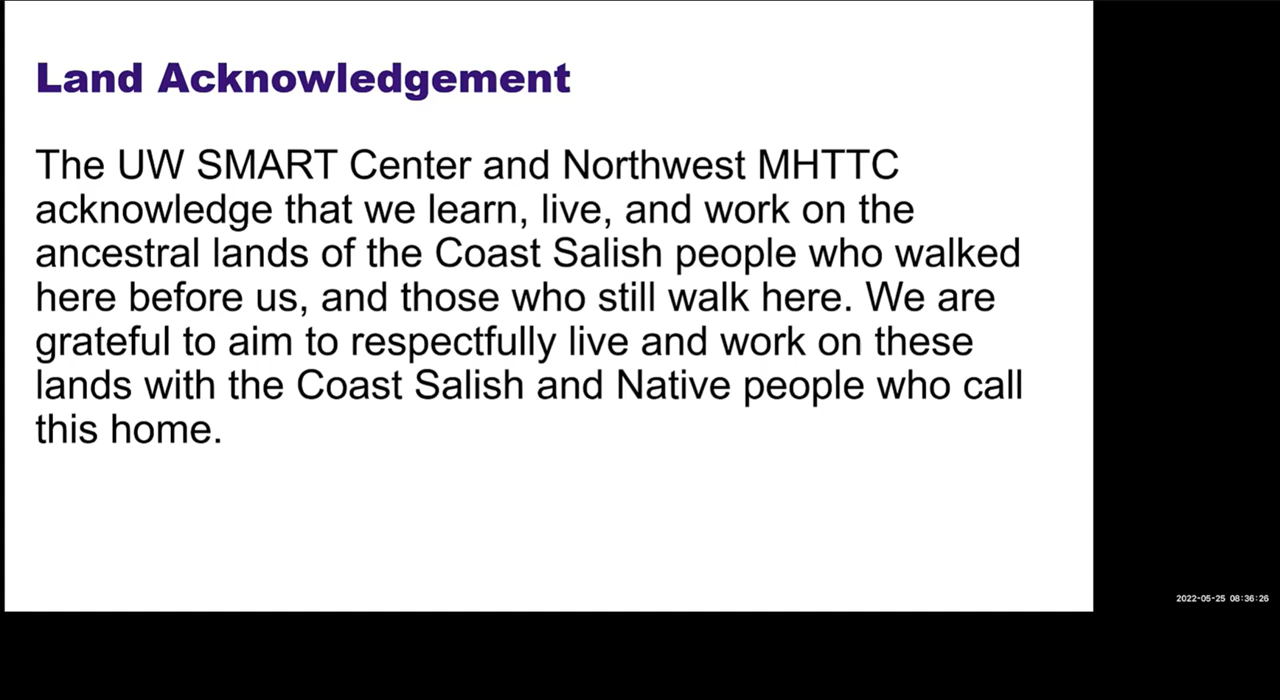 Land Acknowledgement
The UW SMART Center and Northwest MHTTC
acknowledge that we learn, live, and work on the
ancestral lands of the Coast Salish people who walked
here before us, and those who still walk here. We are
grateful to aim to respectfully live and work on these
lands with the Coast Salish and Native people who call
this home.
2022-05-25 08:36:26